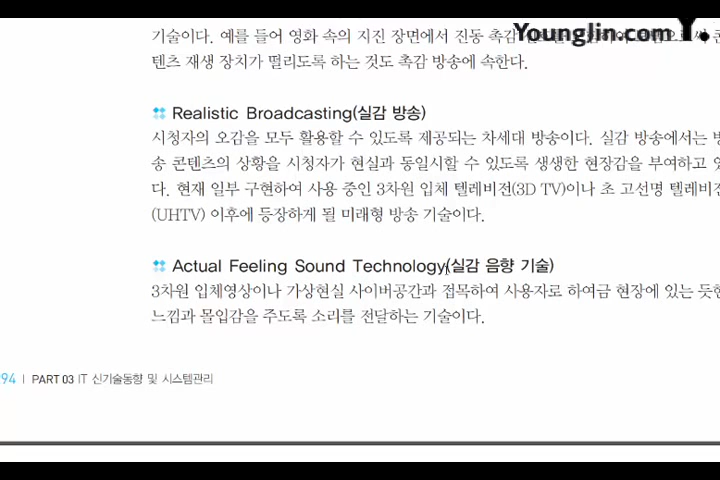 Younglin.com Y.
기술이다. 예를 들어 영화 속의 지진 장면에서 진동 촉감
텐츠 재생 장치가 떨리도록 하는 것도 촉감 방송에 속한다.
Realistic Broadcasting(실감 방송)
시청자의 오감을 모두 활용할 수 있도록 제공되는 차세대 방송이다. 실감 방송에서는 방
송 콘텐츠의 상황을 시청자가 현실과 동일시할 수 있도록 생생한 현장감을 부여하고 있
다. 현재 일부 구현하여 사용 중인 3차원 입체 텔레비전(3D TV)이나 초 고선명 텔레비전
(UHTV) 이후에 등장하게 될 미래형 방송 기술이다.
Actual Feeling Sound Technology(실감 음향 기술)
3차원 입체영상이나 가상현실 사이버공간과 접목하여 사용자로 하여금 현장에 있는 듯한
느낌과 몰입감을 주도록 소리를 전달하는 기술이다.
94 | PART 03 IT 신기술동향 및 시스템관리